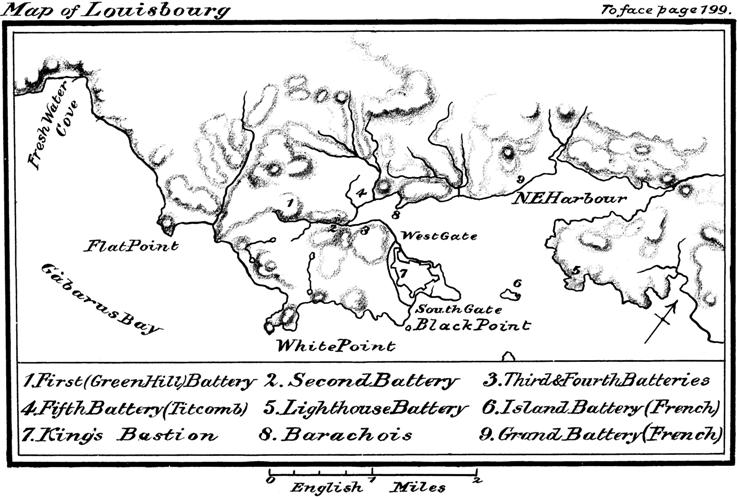 Map of Louisbourg
To face page 199.
Fresh Water
Cove
Flat Point
Gabarus Bay
White Point
1
2
3
4
8
9
N E Harbour
West Gate
7
6
5
South Gate
Black Point
1. First (Green Hill) Battery 2. Second Battery 3. Third & Fourth Batteries
4. Fifth Battery (Titcomb) 5. Lighthouse Battery 6. Island Battery (French)
7. King's Bastion 8. Barachois 9. Grand Battery (French)
0 1 2
English Miles